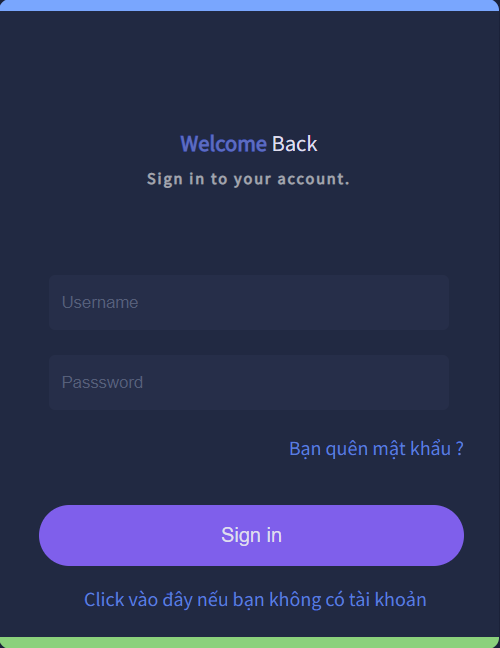 Welcome Back
Sign in to your account.
Username
Passsword
Bạn quên mật khẩu ?
Sign in
Click vào đây nếu bạn không có tài khoản